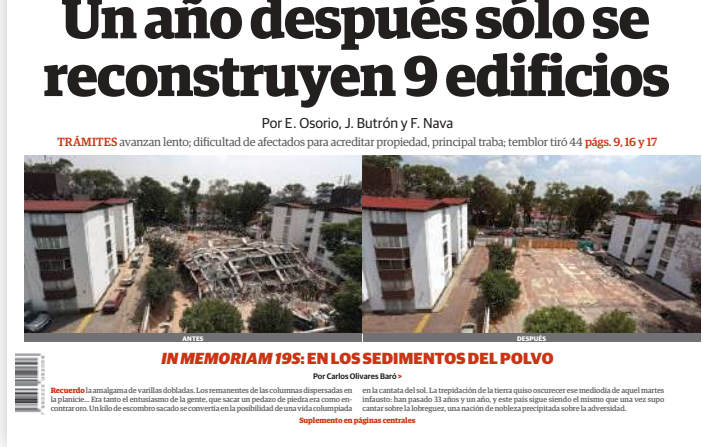 Un año después sólo se
reconstruyen 9 edificios
Por E. Osorio, J. Butrón y F. Nava
TRÁMITES avanzan lento; dificultad de afectados para acreditar propiedad, principal traba; temblor tiró 44 págs. 9, 16 y 17
ANTES
DESPUÉS
IN MEMORIAM 19S: EN LOS SEDIMENTOS DEL POLVO
Por Carlos Olivares Baró >
Recuerdo la amalgama de varillas dobladas. Los remanentes de las columnas dispersadas en
la planicie... Era tanto el entusiasmo de la gente, que sacar un pedazo de piedra era como en-
contrar oro. Un kilo de escombro sacado se convertía en la posibilidad de una vida columpiada
en la cantata del sol. La trepidación de la tierra quiso oscurecer ese mediodía de aquel martes
infausto: han pasado 33 años y un año, y este país sigue siendo el mismo que una vez supo
cantar sobre la lobreguez, una nación de nobleza precipitada sobre la adversidad.
Suplemento en páginas centrales